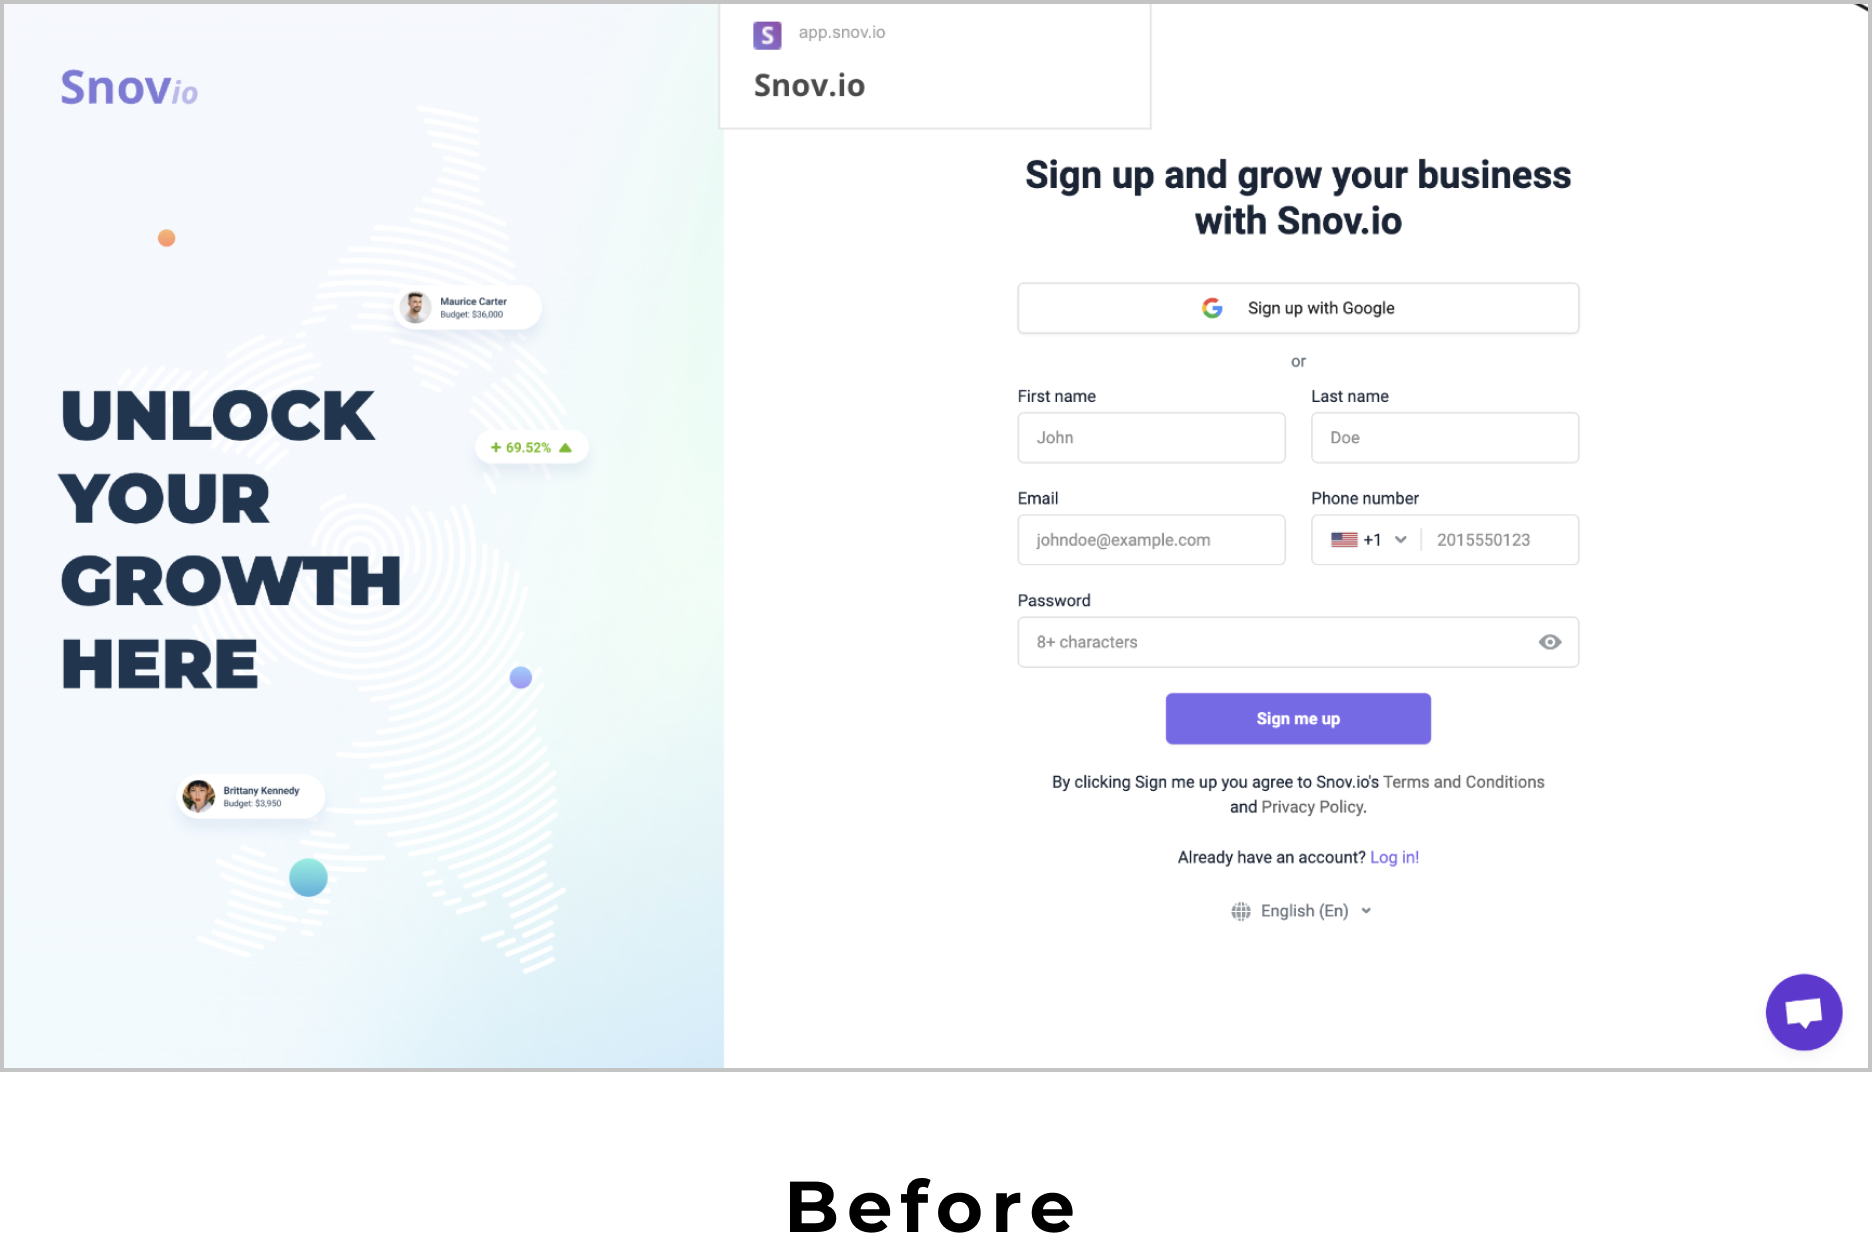 Snovio
S app.snov.io
Snov.io
Maurice Carter
Budget: $36,000
UNLOCK
YOUR
GROWTH
HERE
+ 69.52%
Brittany Kennedy
Budget: $3,950
Sign up and grow your business
with Snov.io
Sign up with Google
or
First name
Last name
John
Doe
Email
Phone number
johndoe@example.com
+1
2015550123
Password
8+ characters
Sign me up
By clicking Sign me up you agree to Snov.io's Terms and Conditions
and Privacy Policy.
Already have an account? Log in!
English (En)
Before